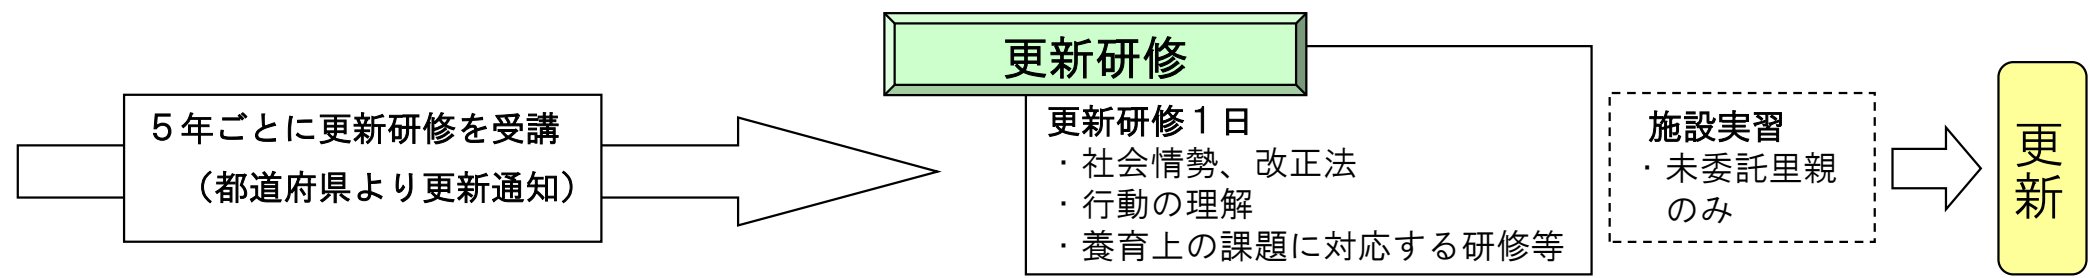 ５年ごとに更新研修を受講
（都道府県より更新通知）
更新研修
更新研修１日
・社会情勢、改正法
・行動の理解
・養育上の課題に対応する研修等
施設実習
・未委託里親
のみ
更新